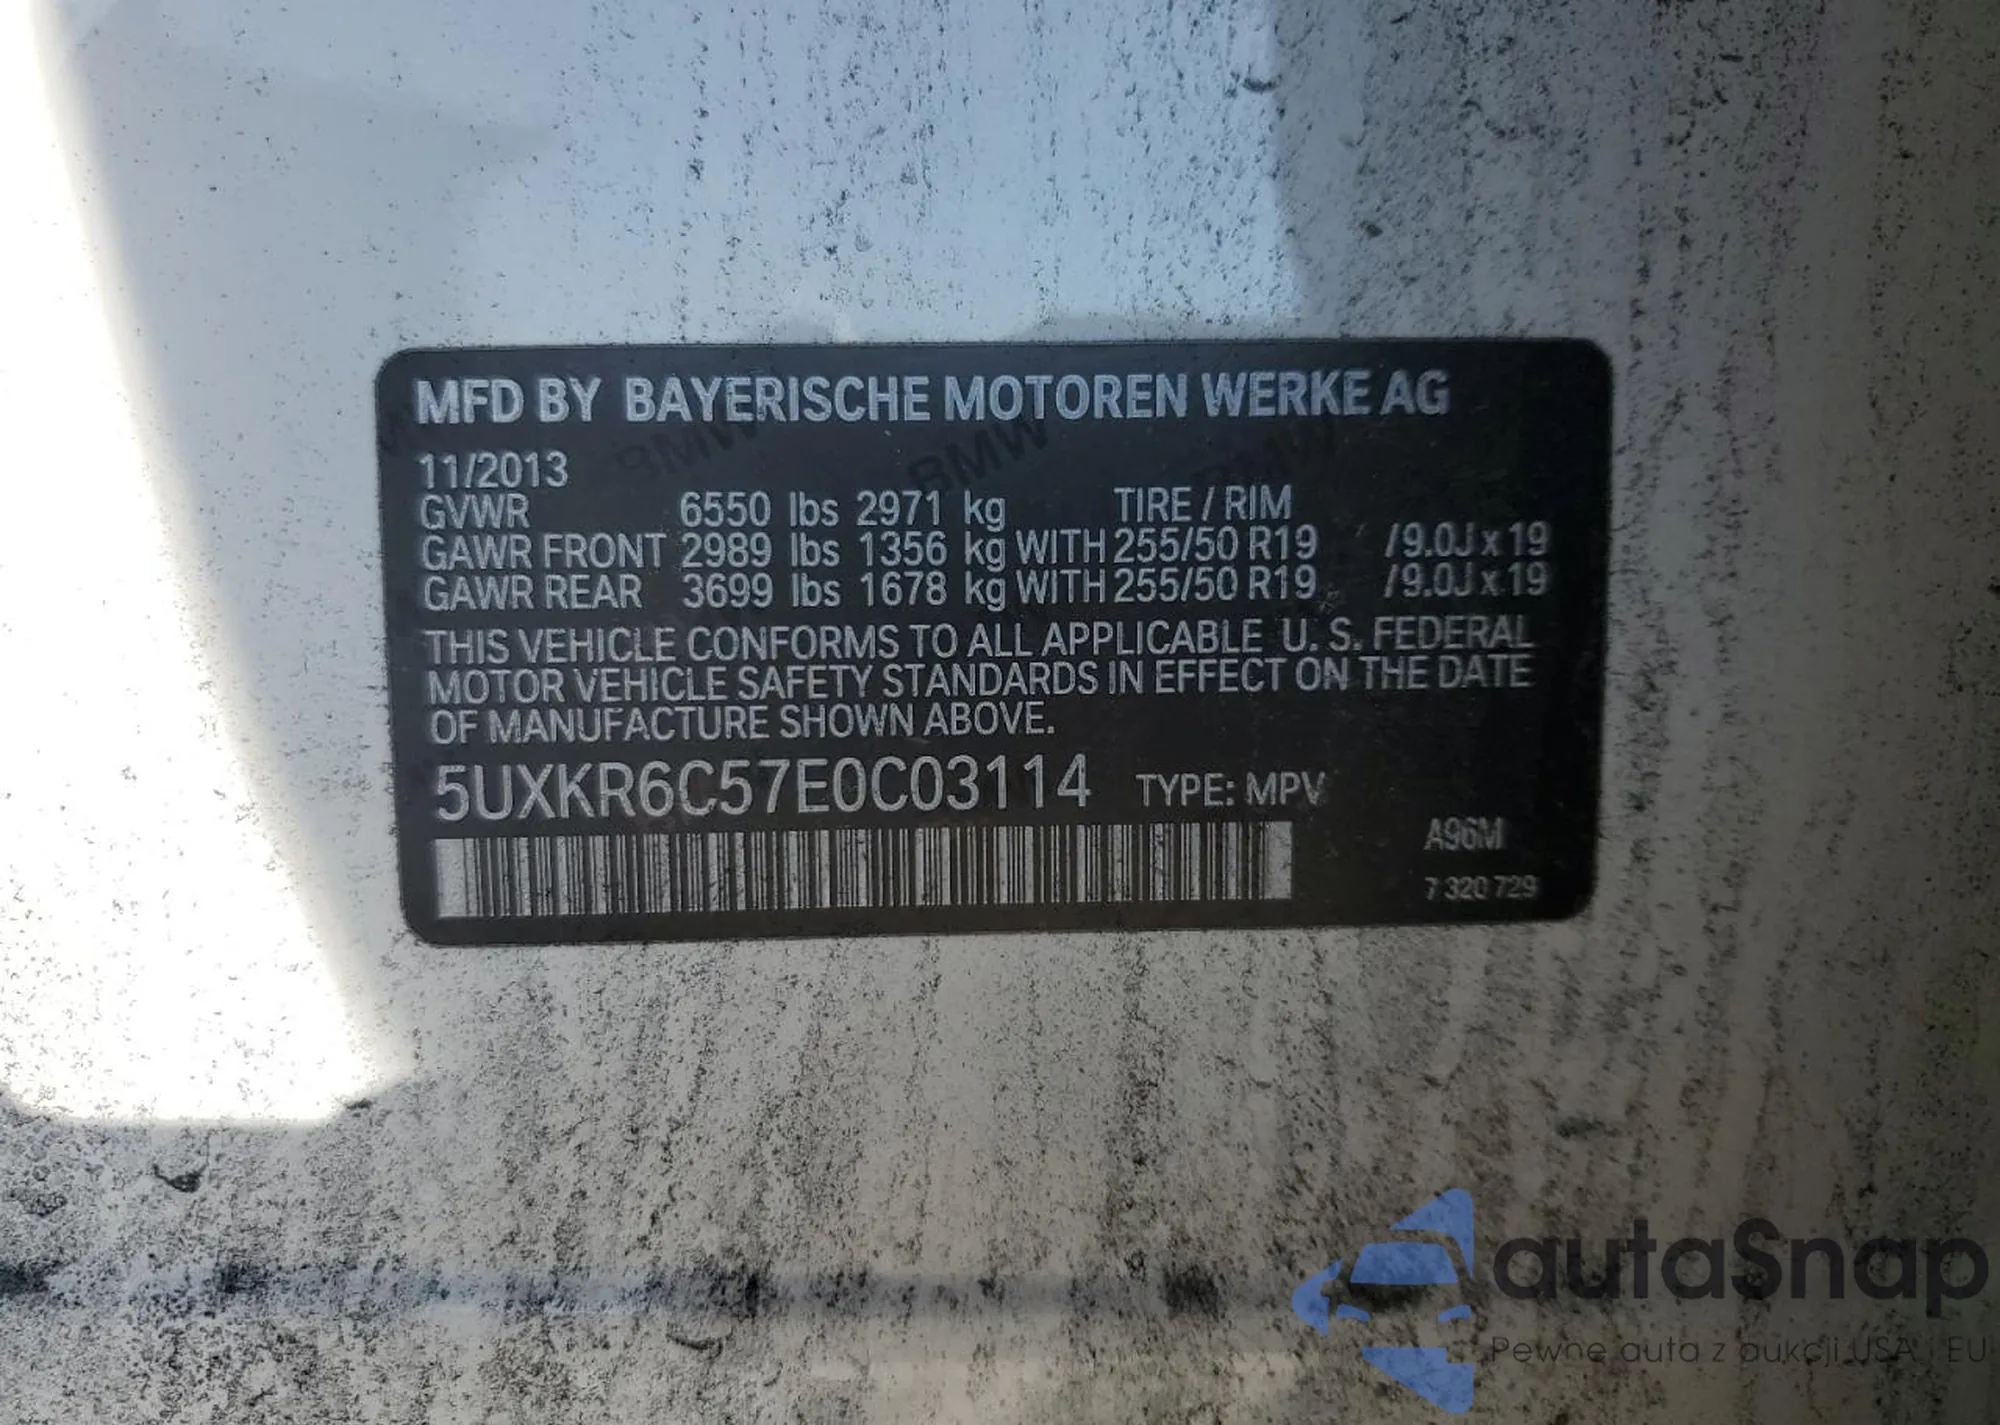 MFD BY BAYERISCHE MOTOREN WERKE AG
11/2013
GVWR 6550 lbs 2971 kg TIRE / RIM
GAWR FRONT 2989 lbs 1356 kg WITH 255/50 R19 /9.0J x 19
GAWR REAR 3699 lbs 1678 kg WITH 255/50 R19 /9.0J x 19
THIS VEHICLE CONFORMS TO ALL APPLICABLE U. S. FEDERAL
MOTOR VEHICLE SAFETY STANDARDS IN EFFECT ON THE DATE
OF MANUFACTURE SHOWN ABOVE.
5UXKR6C57E0C03114 TYPE: MPV
A96M
7 320 729
BMW BMW BMW
autaSnap
Pewne auta z aukcji USA i EU